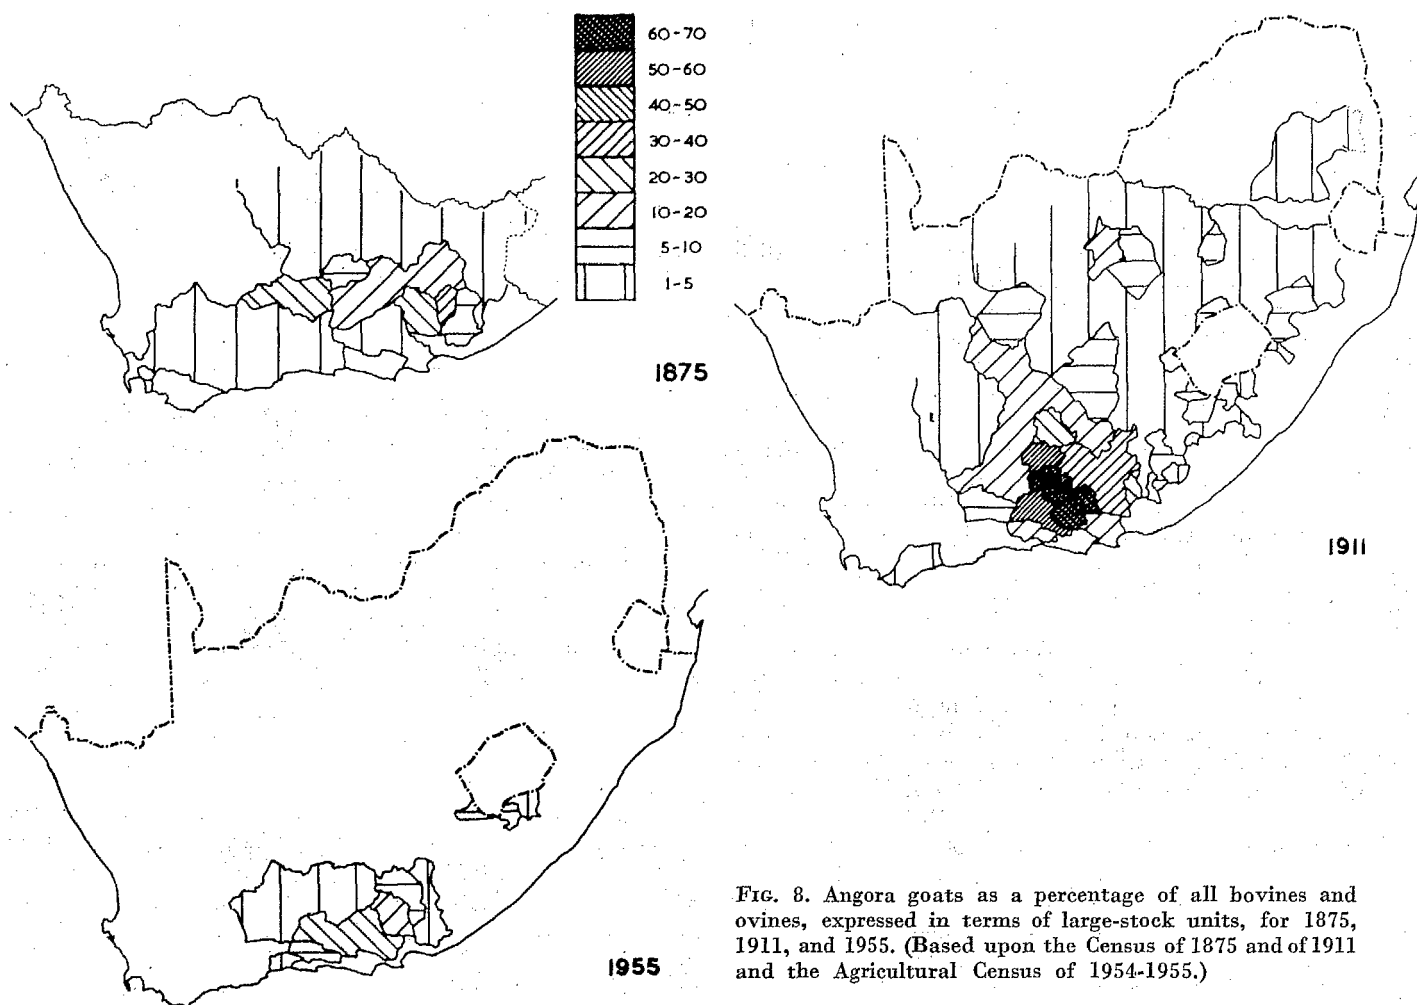 60-70
50-60
40-50
30-40
20-30
10-20
5-10
1-5
1875
1911
1955
FIG. 8. Angora goats as a percentage of all bovines and
ovines, expressed in terms of large-stock units, for 1875,
1911, and 1955. (Based upon the Census of 1875 and of 1911
and the Agricultural Census of 1954-1955.)